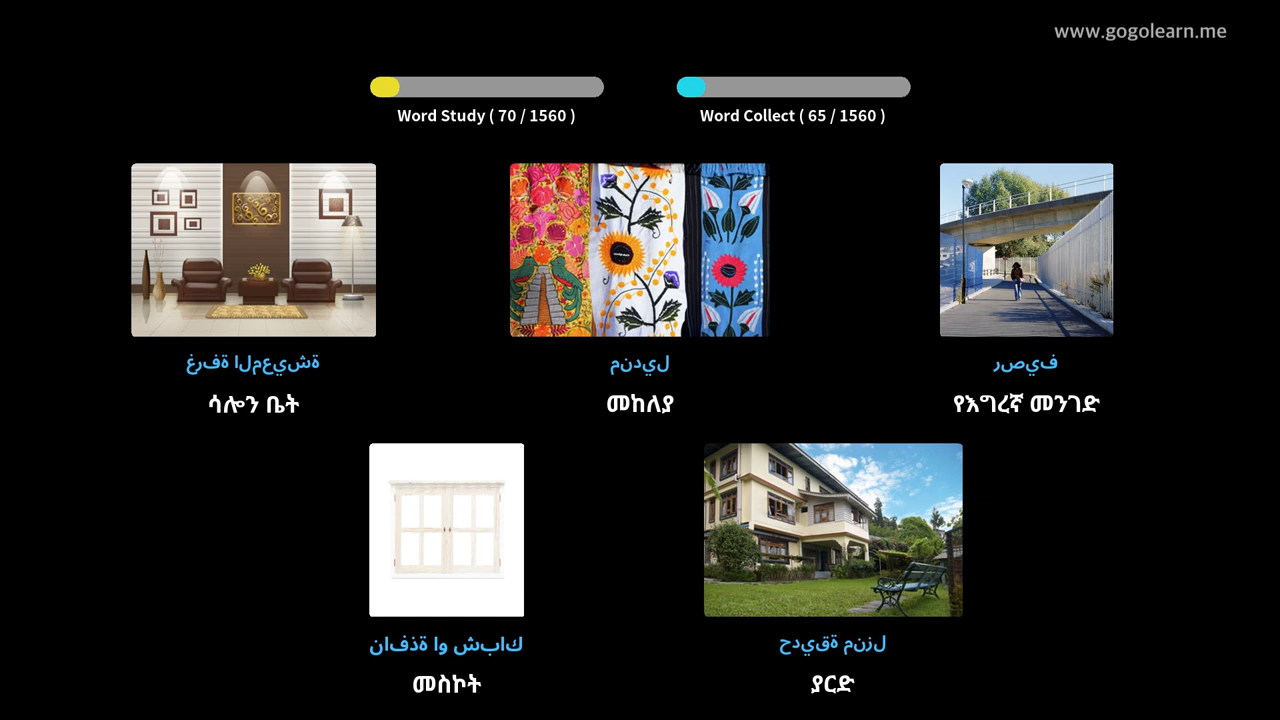 www.gogolearn.me
Word Study ( 70 / 1560 )
Word Collect ( 65 / 1560 )
غرفة المعيشة
منديل
رصيف
ሳሎን ቤት
መከለያ
የእግረኛ መንገድ
نافذة او شباك
حديقة منزل
መስኮት
ያርድ